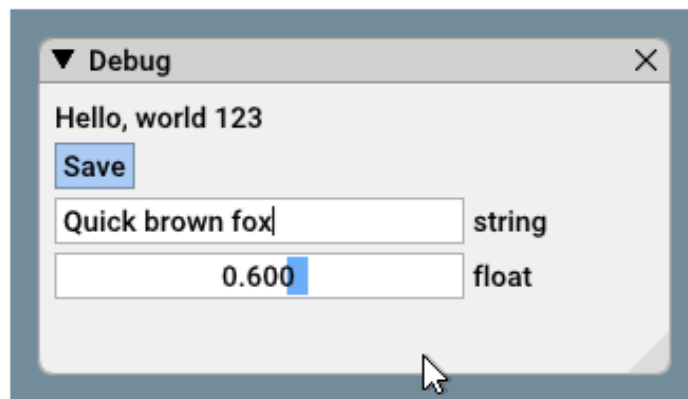 Debug
Hello, world 123
Save
Quick brown fox string
0.600 float